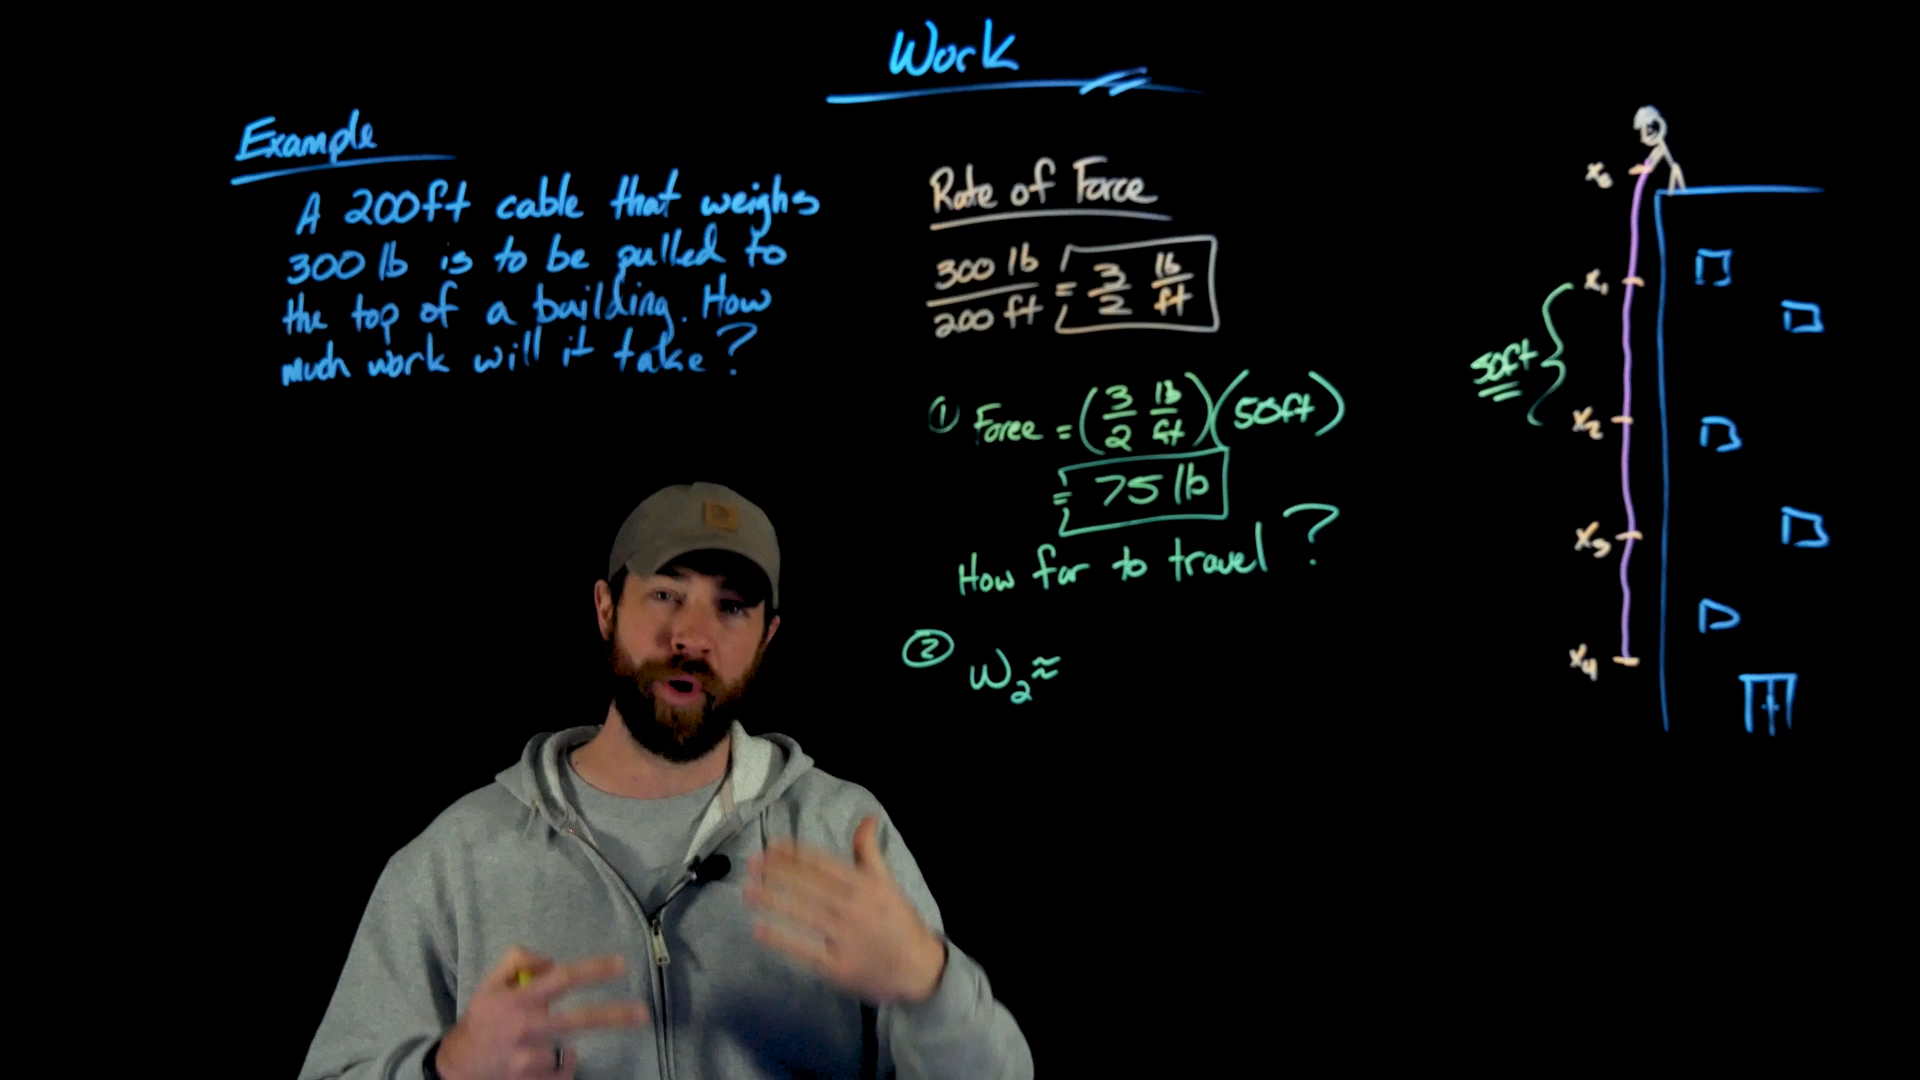 Work
Example
A 200ft cable that weighs
300 lb is to be pulled to
the top of a building. How
much work will it take?
Rate of Force
300 lb / 200 ft = 3/2 lb/ft
① Force = (3/2 lb/ft)(50ft)
= 75 lb
How far to travel?
② W₂ ≈
x₀
x₁
50ft
x₂
x₃
x₄